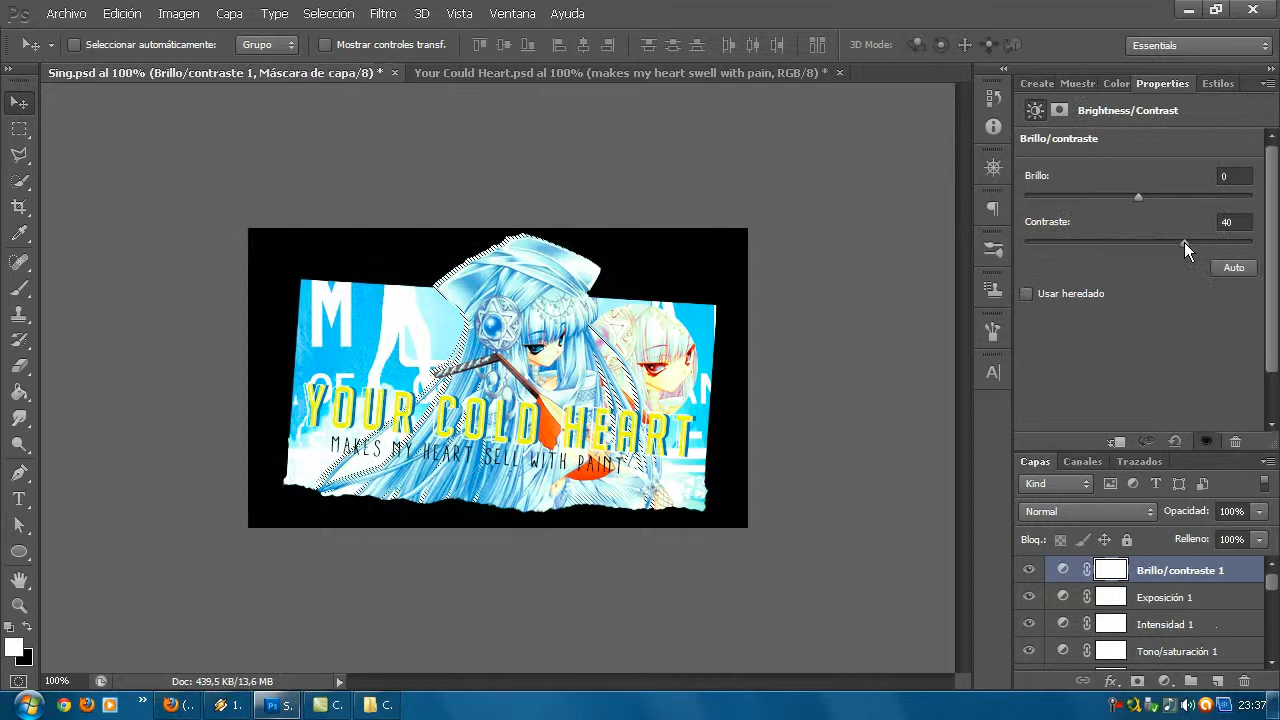 Ps Archivo Edición Imagen Capa Type Selección Filtro 3D Vista Ventana Ayuda
Seleccionar automáticamente: Grupo Mostrar controles transf. 3D Mode: Essentials
Sing.psd al 100% (Brillo/contraste 1, Máscara de capa/8) * × Your Could Heart.psd al 100% (makes my heart swell with pain, RGB/8) * ×
Create Muestr Color Properties Estilos
Brightness/Contrast
Brillo/contraste
Brillo: 0
Contraste: 40
Auto
Usar heredado
M
YOUR COLD HEART
MAKES MY HEART SELL WITH PAINT
Capas Canales Trazados
Kind
Normal Opacidad: 100%
Bloq.: Relleno: 100%
Brillo/contraste 1
Exposición 1
Intensidad 1
Tono/saturación 1
100% Doc: 439,5 KB/13,6 MB
(... 1. S. C. C. 23:37